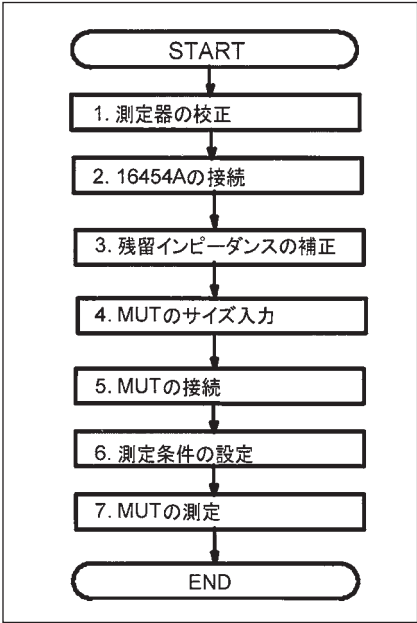 START
1. 測定器の校正
2. 16454Aの接続
3. 残留インピーダンスの補正
4. MUTのサイズ入力
5. MUTの接続
6. 測定条件の設定
7. MUTの測定
END